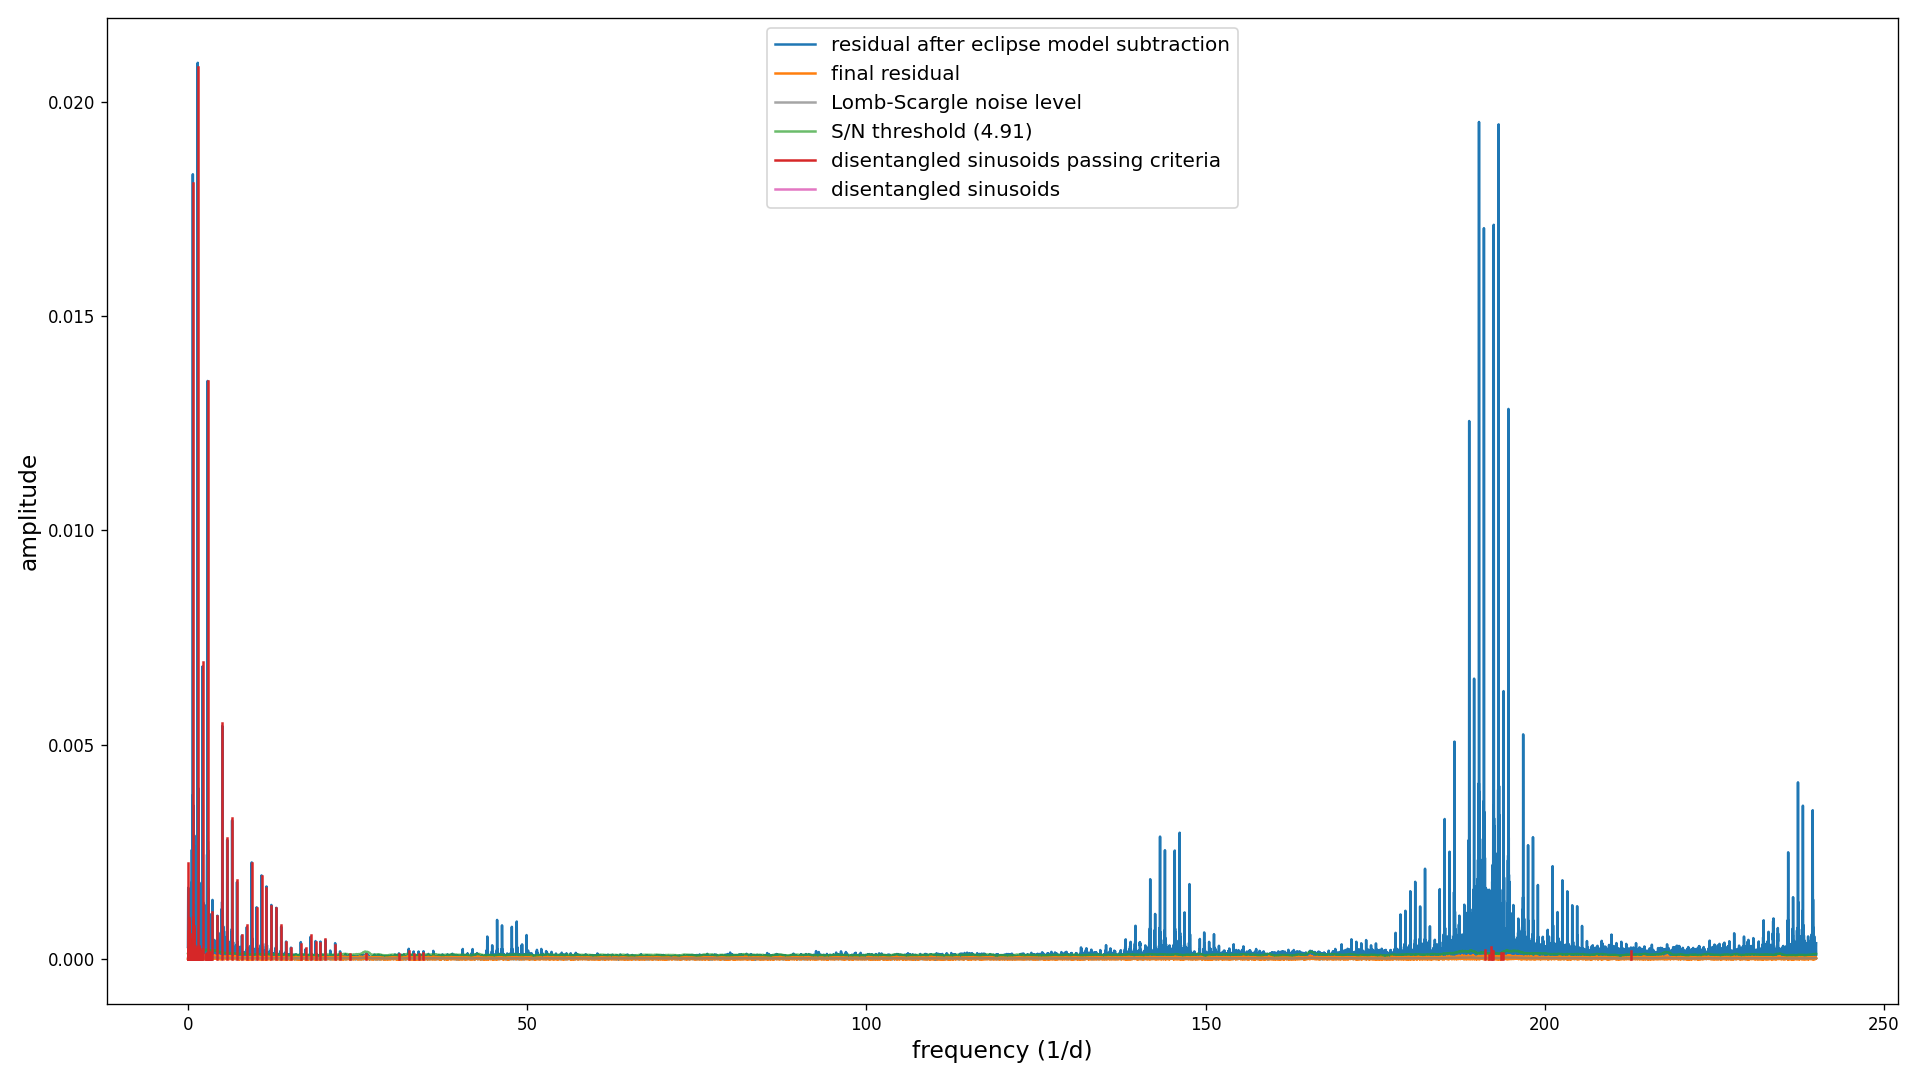 residual after eclipse model subtraction
final residual
Lomb-Scargle noise level
S/N threshold (4.91)
disentangled sinusoids passing criteria
disentangled sinusoids
0.020
0.015
0.010
0.005
0.000
amplitude
0 50 100 150 200 250
frequency (1/d)